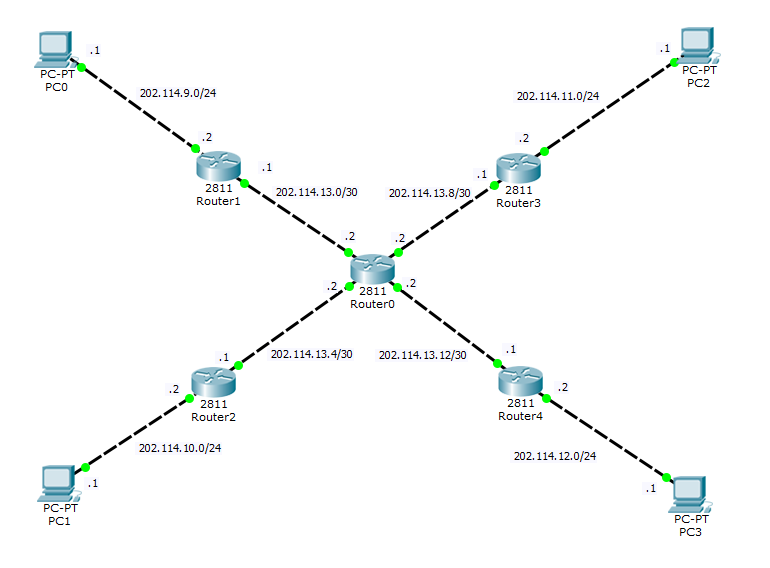 .1
PC-PT
PC0
.1
PC-PT
PC2
202.114.9.0/24
202.114.11.0/24
.2
.2
2811
Router1
.1
202.114.13.0/30
.1
202.114.13.8/30
2811
Router3
.2
.2
2811
Router0
.2
.2
.1
202.114.13.4/30
202.114.13.12/30
.1
.2
2811
Router2
2811
Router4
.2
202.114.10.0/24
202.114.12.0/24
.1
PC-PT
PC1
.1
PC-PT
PC3